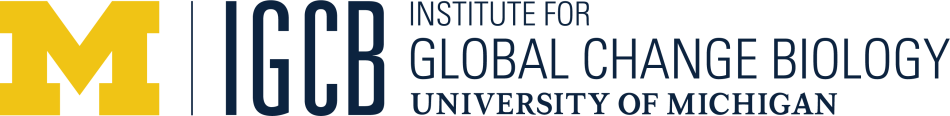 M
IGCB
INSTITUTE FOR
GLOBAL CHANGE BIOLOGY
UNIVERSITY OF MICHIGAN